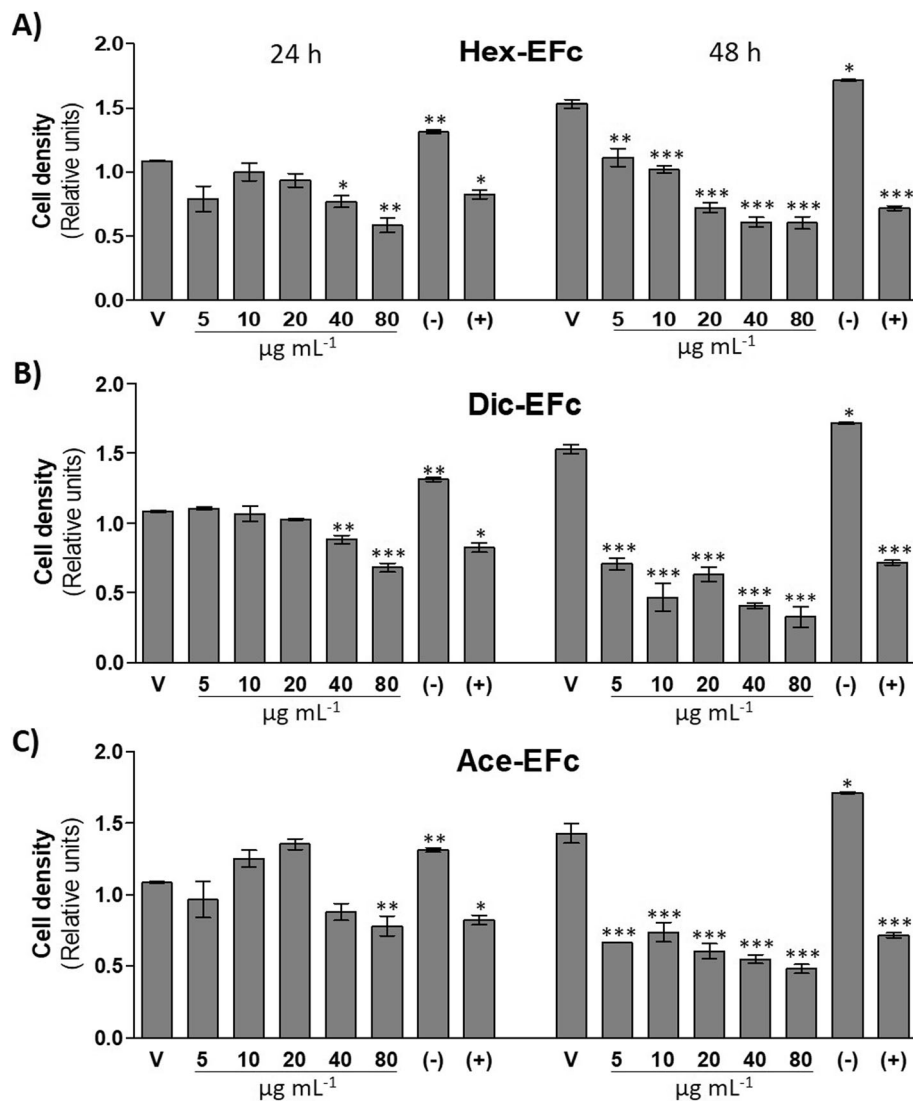 A)
24 h Hex-EFc 48 h
Cell density
(Relative units)
2.0
1.5
1.0
0.5
0.0
** * ** * ** *** *** *** *** * ***
V 5 10 20 40 80 (-) (+) V 5 10 20 40 80 (-) (+)
µg mL-1 µg mL-1
B)
Dic-EFc
Cell density
(Relative units)
2.0
1.5
1.0
0.5
0.0
** *** ** * *** *** *** *** *** * ***
V 5 10 20 40 80 (-) (+) V 5 10 20 40 80 (-) (+)
µg mL-1 µg mL-1
C)
Ace-EFc
Cell density
(Relative units)
2.0
1.5
1.0
0.5
0.0
** ** * *** *** *** *** *** * ***
V 5 10 20 40 80 (-) (+) V 5 10 20 40 80 (-) (+)
µg mL-1 µg mL-1